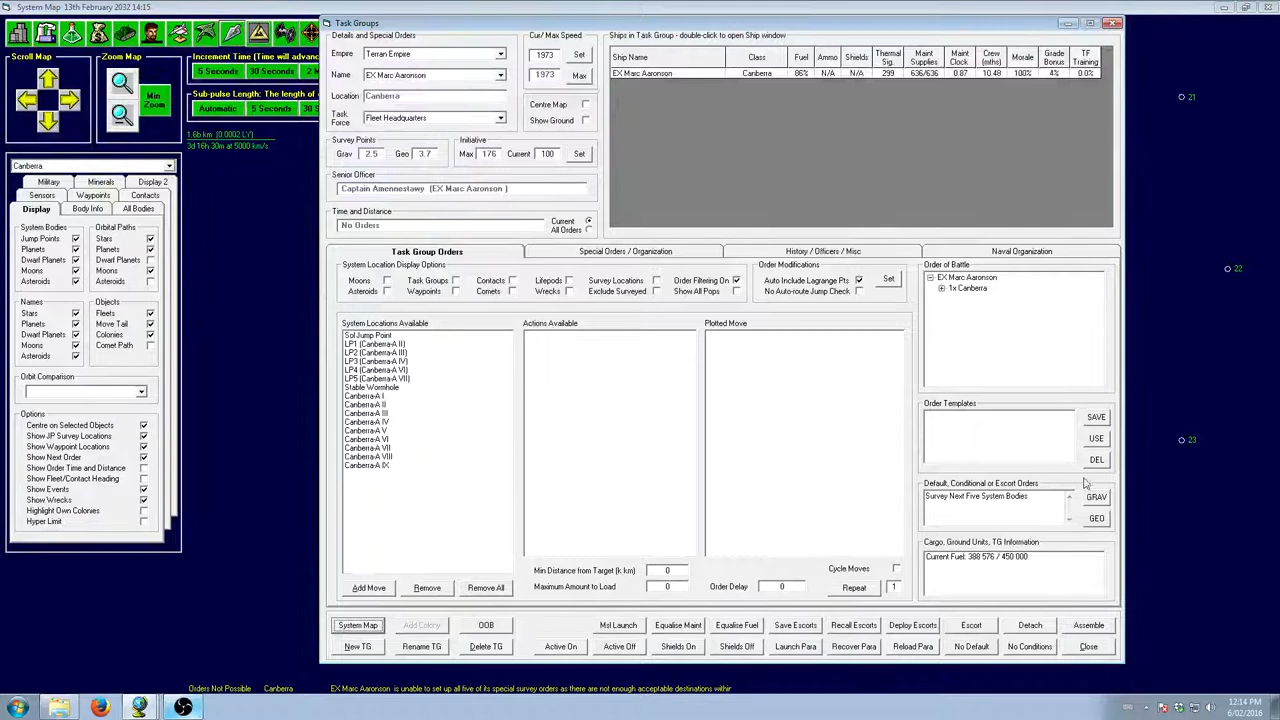 System Map 13th February 2032 14:15
Scroll Map
Zoom Map
Min Zoom
Increment Time (Time will advanc
5 Seconds
30 Seconds
2 M
Sub-pulse Length: The length of
Automatic
5 Seconds
30 S
1.6b km (0.0002 LY)
3d 16h 30m at 5000 km/s
Canberra
Military
Minerals
Display 2
Sensors
Waypoints
Contacts
Display
Body Info
All Bodies
System Bodies
Orbital Paths
Jump Points
Stars
Planets
Planets
Dwarf Planets
Dwarf Planets
Moons
Moons
Asteroids
Asteroids
Names
Objects
Stars
Fleets
Planets
Move Tail
Dwarf Planets
Colonies
Moons
Comet Path
Asteroids
Orbit Comparison
Options
Centre on Selected Objects
Show JP Survey Locations
Show Waypoint Locations
Show Next Order
Show Order Time and Distance
Show Fleet/Contact Heading
Show Events
Show Wrecks
Highlight Own Colonies
Hyper Limit
Task Groups
Details and Special Orders
Empire
Terran Empire
Name
EX Marc Aaronson
Location
Canberra
Task Force
Fleet Headquarters
Cur/ Max Speed
1973
Set
1973
Max
Centre Map
Show Ground
Survey Points
Grav
2.5
Geo
3.7
Initiative
Max
176
Current
100
Set
Senior Officer
Captain Amennestawy (EX Marc Aaronson )
Time and Distance
No Orders
Current
All Orders
Ships in Task Group - double-click to open Ship window
Ship Name
Class
Fuel
Ammo
Shields
Thermal Sig.
Maint Supplies
Maint Clock
Crew (mths)
Morale
Grade Bonus
TF Training
EX Marc Aaronson
Canberra
86%
N/A
N/A
299
636/636
0.87
10.48
100%
4%
0.0%
Task Group Orders
Special Orders / Organization
History / Officers / Misc
Naval Organization
System Location Display Options
Moons
Task Groups
Contacts
Lifepods
Survey Locations
Order Filtering On
Asteroids
Waypoints
Comets
Wrecks
Exclude Surveyed
Show All Pops
Order Modifications
Auto Include Lagrange Pts
No Auto-route Jump Check
Set
System Locations Available
Sol Jump Point
LP1 (Canberra-A II)
LP2 (Canberra-A III)
LP3 (Canberra-A IV)
LP4 (Canberra-A VI)
LP5 (Canberra-A VII)
Stable Wormhole
Canberra-A I
Canberra-A II
Canberra-A III
Canberra-A IV
Canberra-A V
Canberra-A VI
Canberra-A VII
Canberra-A VIII
Canberra-A IX
Actions Available
Plotted Move
Order of Battle
EX Marc Aaronson
1x Canberra
Order Templates
SAVE
USE
DEL
Default, Conditional or Escort Orders
Survey Next Five System Bodies
GRAV
GEO
Cargo, Ground Units, TG Information
Current Fuel: 388 576 / 450 000
Min Distance from Target (k km)
0
Cycle Moves
Add Move
Remove
Remove All
Maximum Amount to Load
0
Order Delay
0
Repeat
1
System Map
Add Colony
OOB
Msl Launch
Equalise Maint
Equalise Fuel
Save Escorts
Recall Escorts
Deploy Escorts
Escort
Detach
Assemble
New TG
Rename TG
Delete TG
Active On
Active Off
Shields On
Shields Off
Launch Para
Recover Para
Reload Para
No Default
No Conditions
Close
21
22
23
Orders Not Possible
Canberra
EX Marc Aaronson is unable to set up all five of its special survey orders as there are not enough acceptable destinations withir
12:14 PM
6/02/2016